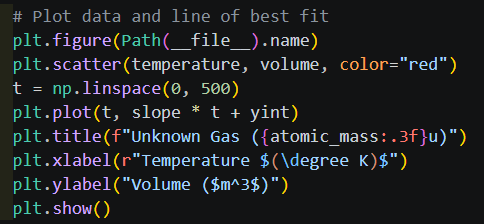 # Plot data and line of best fit
plt.figure(Path(__file__).name)
plt.scatter(temperature, volume, color="red")
t = np.linspace(0, 500)
plt.plot(t, slope * t + yint)
plt.title(f"Unknown Gas ({atomic_mass:.3f}u)")
plt.xlabel(r"Temperature $(\degree K)$")
plt.ylabel("Volume ($m^3$)")
plt.show()